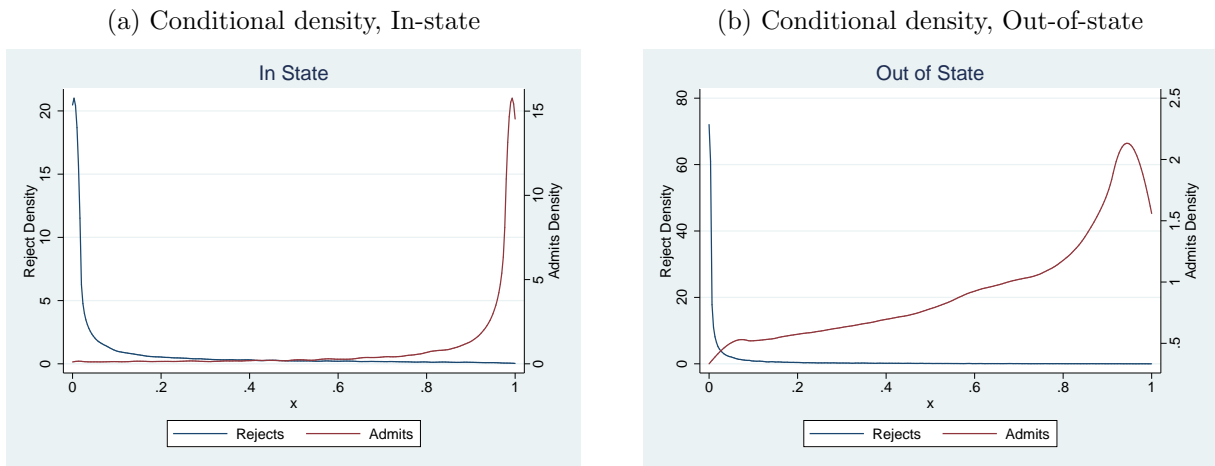 (a) Conditional density, In-state
In State
Reject Density
0
5
10
15
20
Admits Density
0
5
10
15
0
.2
.4
.6
.8
1
x
Rejects
Admits
(b) Conditional density, Out-of-state
Out of State
Reject Density
0
20
40
60
80
Admits Density
.5
1
1.5
2
2.5
0
.2
.4
.6
.8
1
x
Rejects
Admits